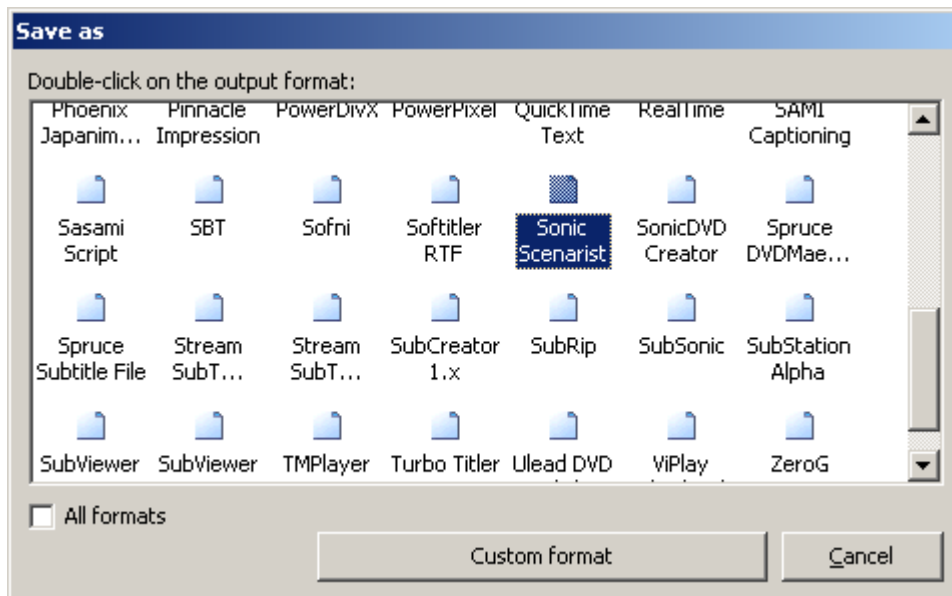 Save as
Double-click on the output format:
Phoenix Pinnacle PowerDivX PowerPixel QuickTime RealTime SAMI
Japanim... Impression Text Captioning
Sasami SBT Sofni Softitler Sonic SonicDVD Spruce
Script RTF Scenarist Creator DVDMae...
Spruce Stream Stream SubCreator SubRip SubSonic SubStation
Subtitle File SubT... SubT... 1.x Alpha
SubViewer SubViewer TMPlayer Turbo Titler Ulead DVD ViPlay ZeroG
All formats
Custom format Cancel